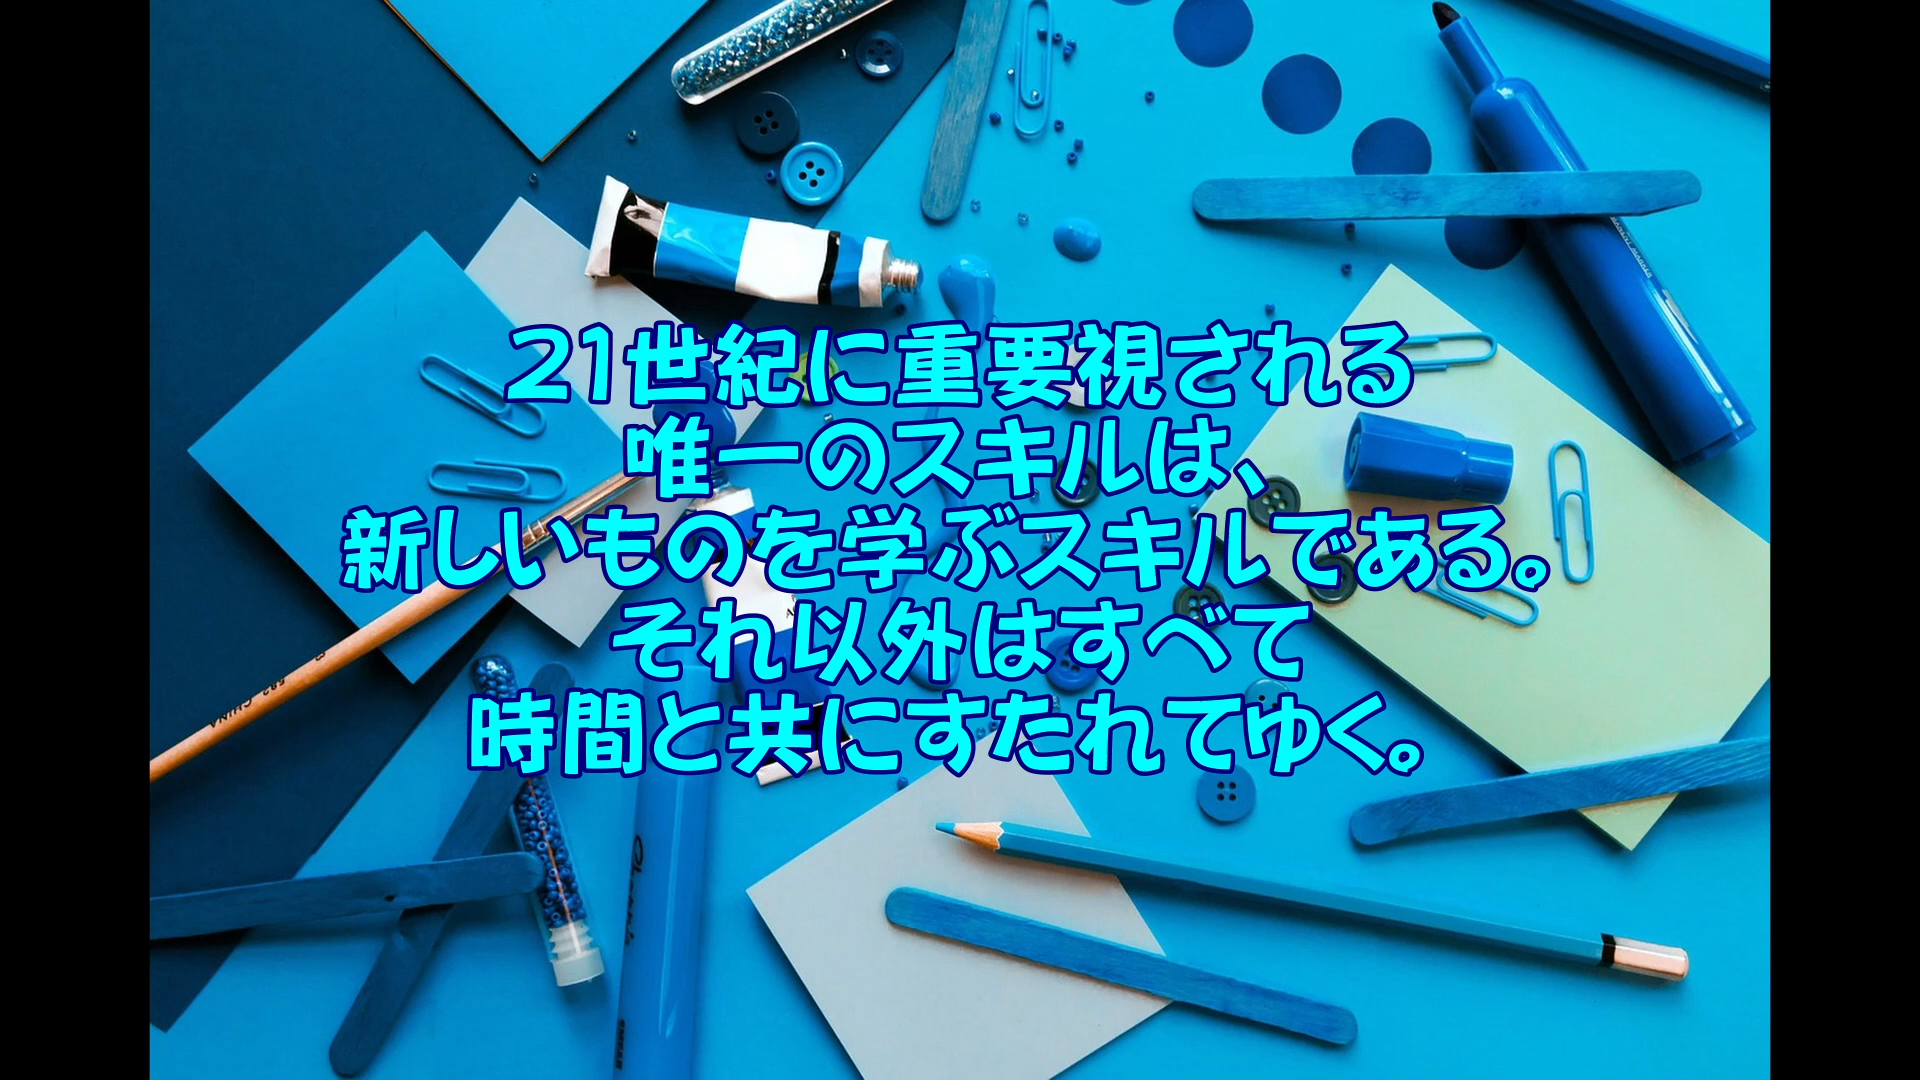 21世紀に重要視される
唯一のスキルは、
新しいものを学ぶスキルである。
それ以外はすべて
時間と共にすたれてゆく。
592 CHINA